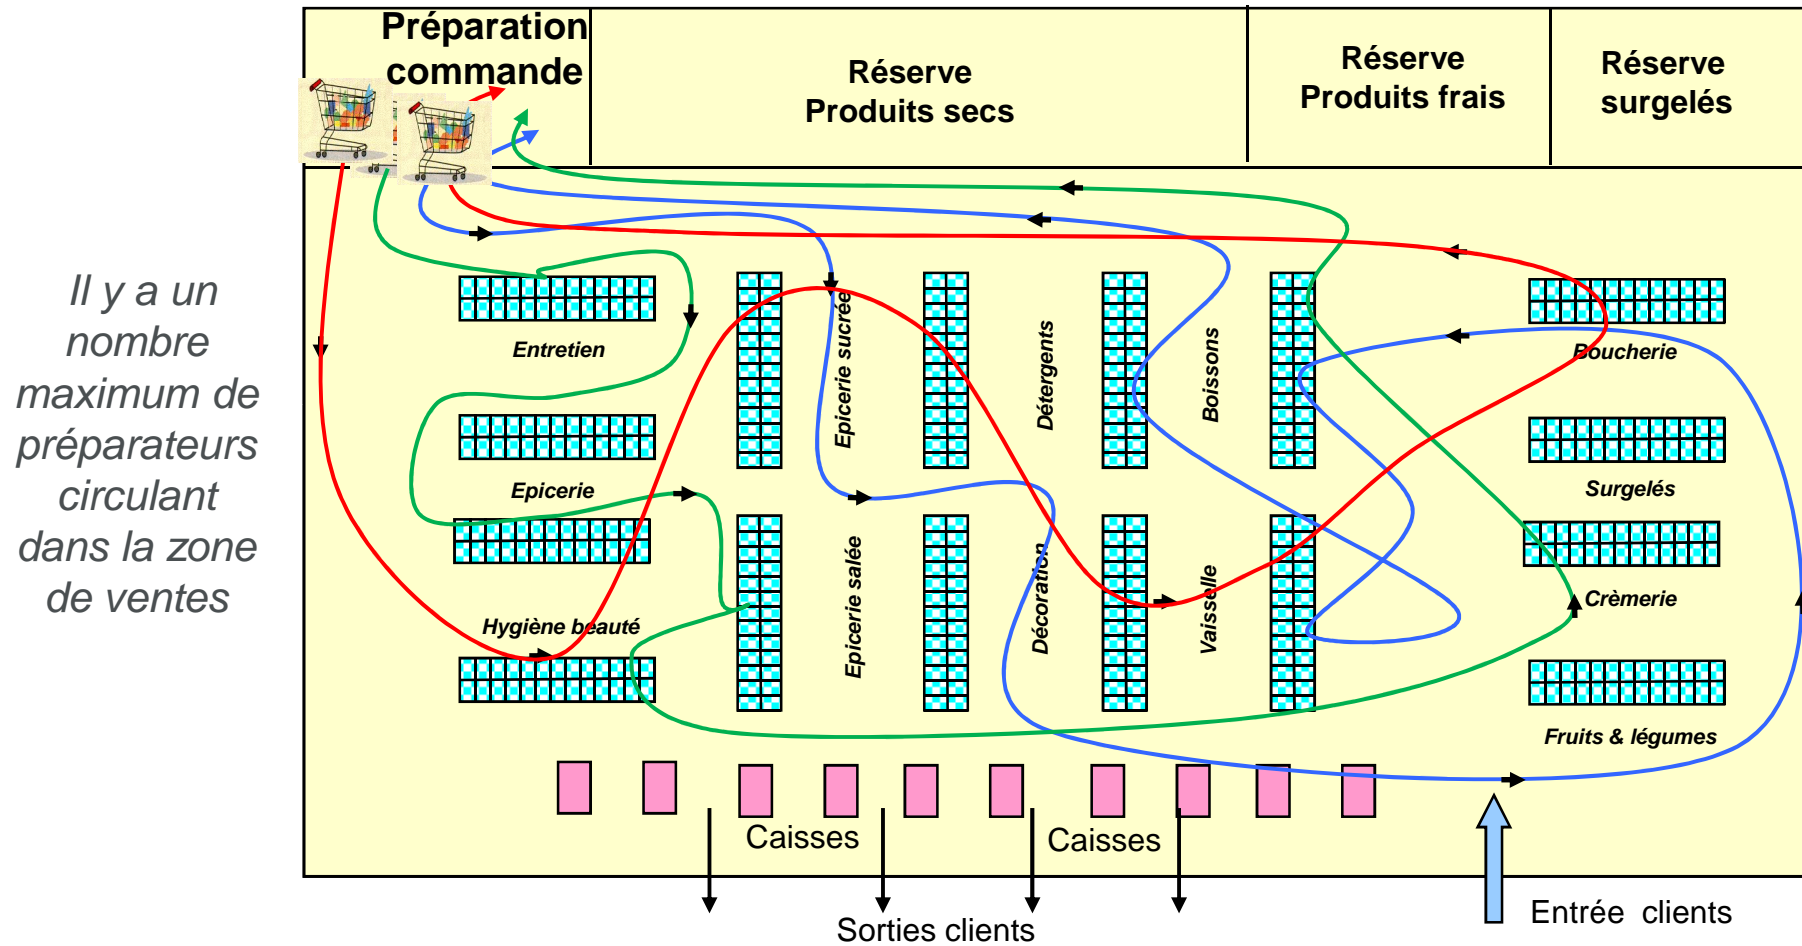 Préparation
commande
Réserve
Produits secs
Réserve
Produits frais
Réserve
surgelés
Il y a un
nombre
maximum de
préparateurs
circulant
dans la zone
de ventes
Entretien
Epicerie
Hygiène beauté
Epicerie sucrée
Epicerie salée
Détergents
Décoration
Boissons
Vaisselle
Boucherie
Surgelés
Crèmerie
Fruits & légumes
Caisses
Caisses
Sorties clients
Entrée clients